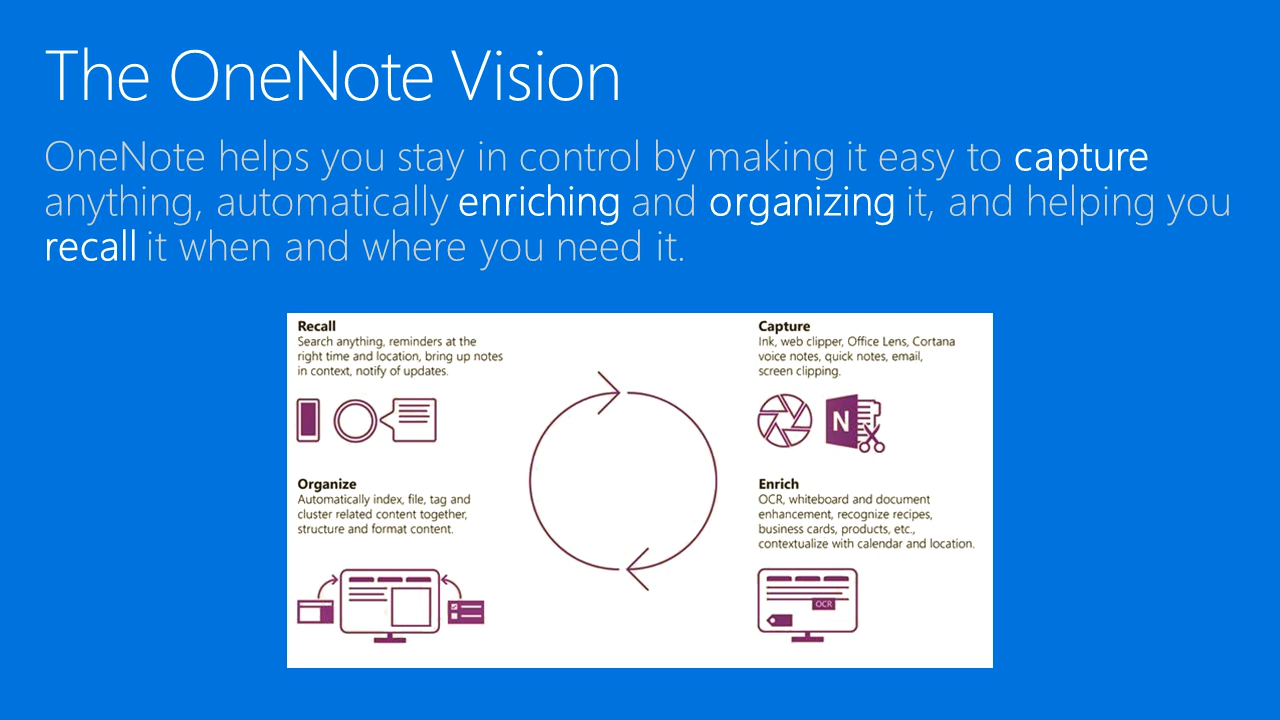 The OneNote Vision
OneNote helps you stay in control by making it easy to capture
anything, automatically enriching and organizing it, and helping you
recall it when and where you need it.
Recall
Search anything, reminders at the
right time and location, bring up notes
in context, notify of updates.
Capture
Ink, web clipper, Office Lens, Cortana
voice notes, quick notes, email,
screen clipping.
N
Organize
Automatically index, file, tag and
cluster related content together,
structure and format content.
Enrich
OCR, whiteboard and document
enhancement, recognize recipes,
business cards, products, etc.,
contextualize with calendar and location.
OCR